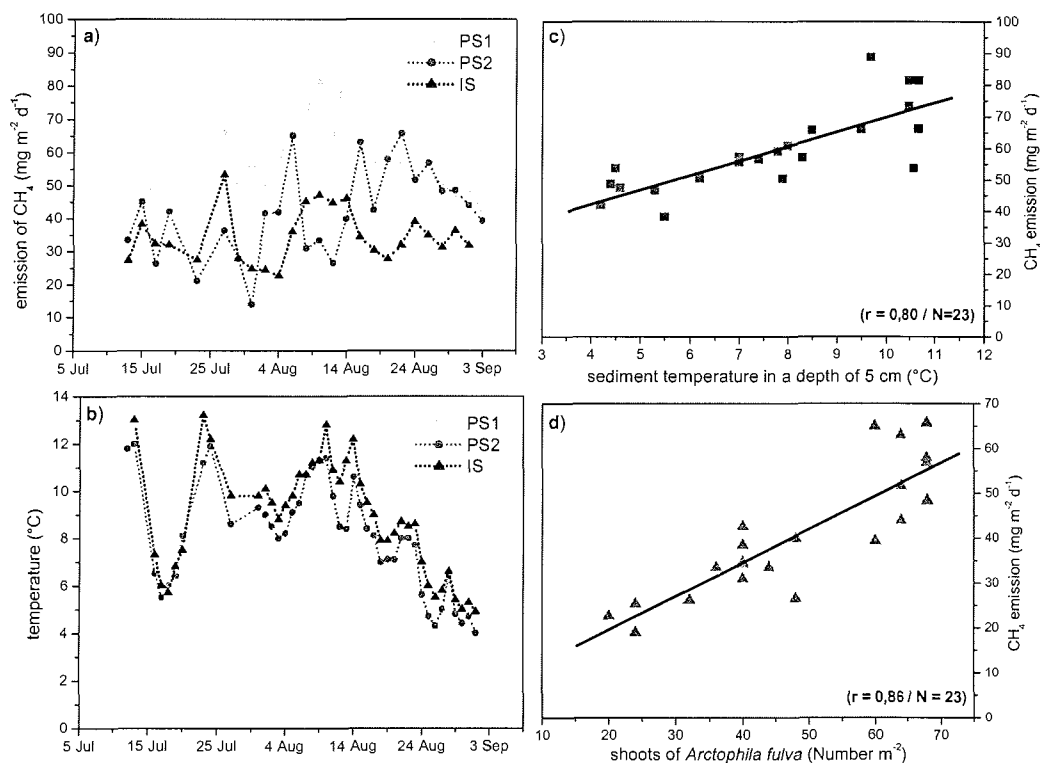 a)
PS1
PS2
IS
emission of CH₄ (mg m⁻² d⁻¹)
100
90
80
70
60
50
40
30
20
10
0
5 Jul 15 Jul 25 Jul 4 Aug 14 Aug 24 Aug 3 Sep
c)
CH₄ emission (mg m⁻² d⁻¹)
100
90
80
70
60
50
40
30
20
10
0
(r = 0,80 / N=23)
3 4 5 6 7 8 9 10 11 12
sediment temperature in a depth of 5 cm (°C)
b)
PS1
PS2
IS
temperature (°C)
14
12
10
8
6
4
2
0
5 Jul 15 Jul 25 Jul 4 Aug 14 Aug 24 Aug 3 Sep
d)
CH₄ emission (mg m⁻² d⁻¹)
70
60
50
40
30
20
10
0
(r = 0,86 / N = 23)
10 20 30 40 50 60 70
shoots of Arctophila fulva (Number m⁻²)